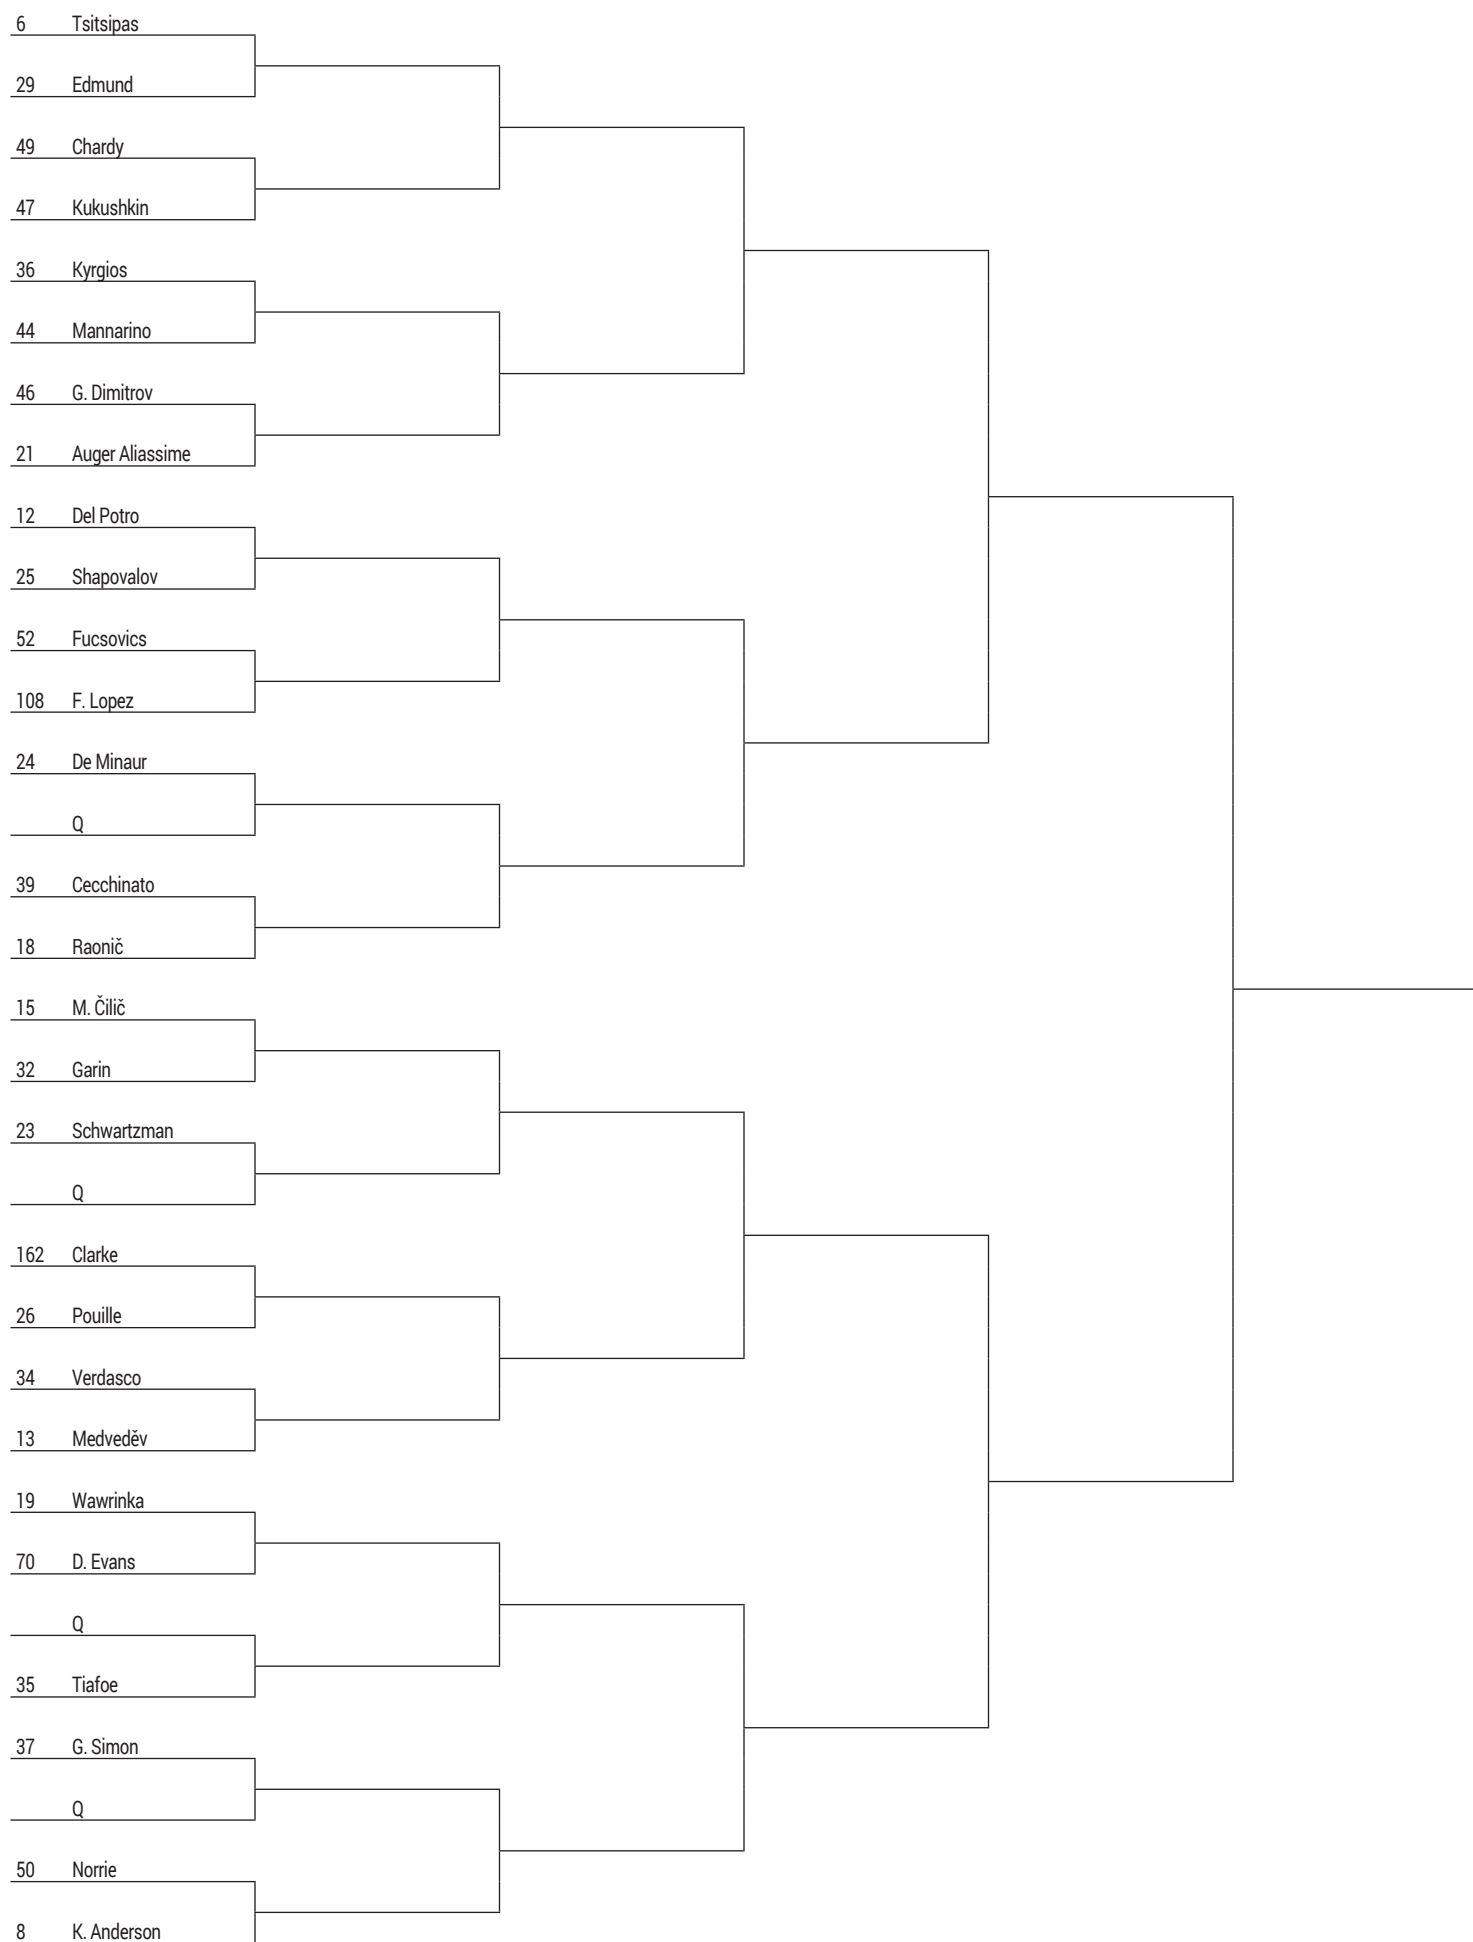 6 Tsitsipas
29 Edmund
49 Chardy
47 Kukushkin
36 Kyrgios
44 Mannarino
46 G. Dimitrov
21 Auger Aliassime
12 Del Potro
25 Shapovalov
52 Fucsovics
108 F. Lopez
24 De Minaur
Q
39 Cecchinato
18 Raonič
15 M. Čilič
32 Garin
23 Schwartzman
Q
162 Clarke
26 Pouille
34 Verdasco
13 Medveděv
19 Wawrinka
70 D. Evans
Q
35 Tiafoe
37 G. Simon
Q
50 Norrie
8 K. Anderson